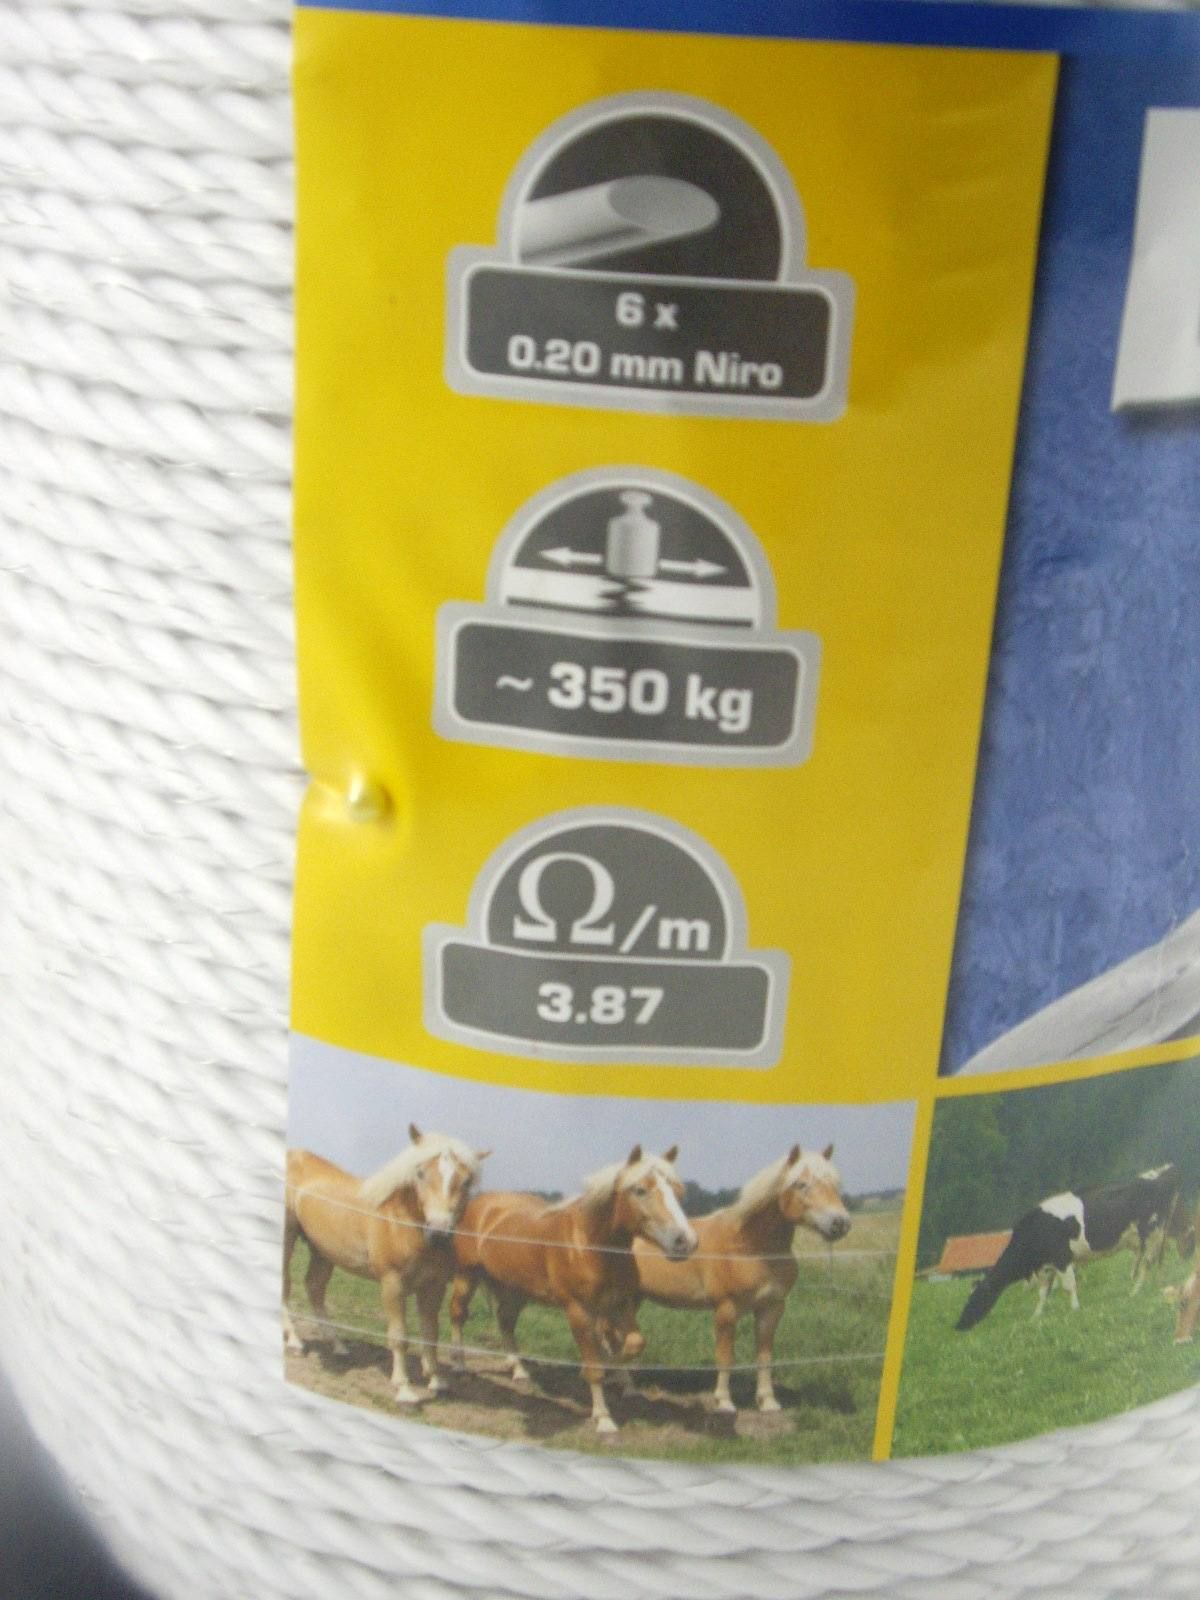 6 x
0.20 mm Niro
~ 350 kg
Ω/m
3.87